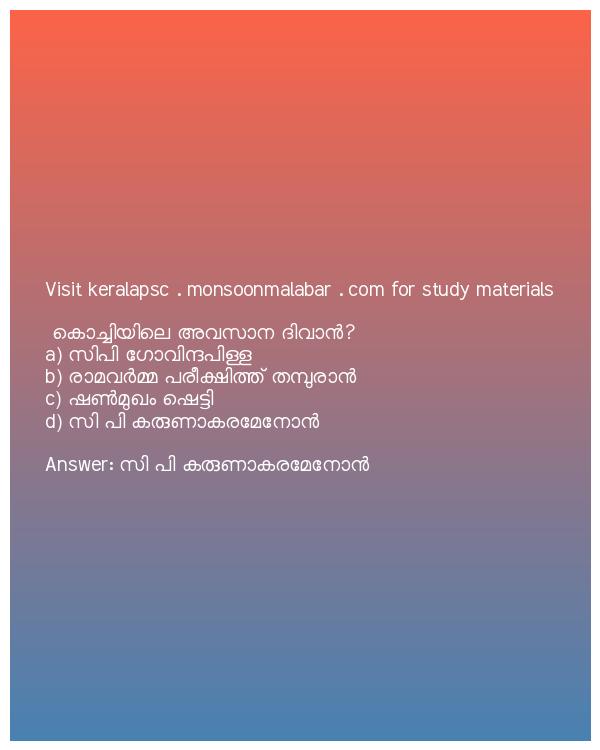 Visit keralapsc . monsoonmalabar . com for study materials
കൊച്ചിയിലെ അവസാന ദിവാൻ?
a) സിപി ഗോവിന്ദപിള്ള
b) രാമവർമ്മ പരീക്ഷിത്ത് തമ്പുരാൻ
c) ഷൺമുഖം ഷെട്ടി
d) സി പി കരുണാകരമേനോൻ
Answer: സി പി കരുണാകരമേനോൻ